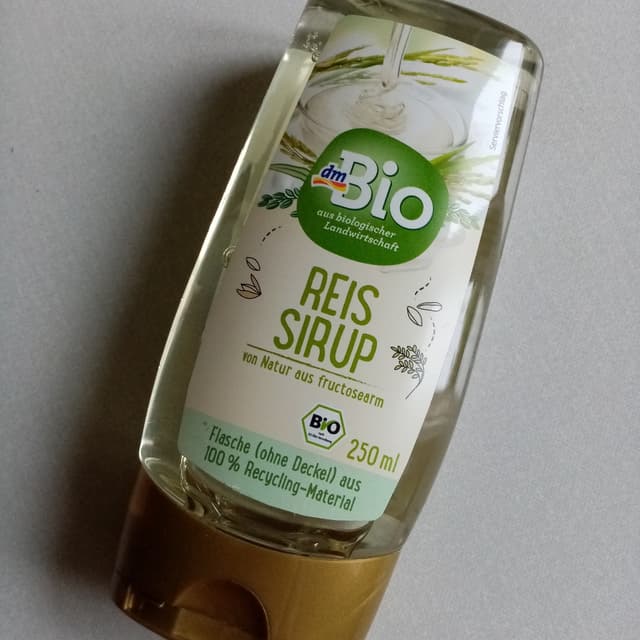 Serviervorschlag
dm
Bio
aus biologischer
Landwirtschaft
REIS
SIRUP
von Natur aus fructosearm
Bio
250 ml
Flasche (ohne Deckel) aus
100 % Recycling-Material